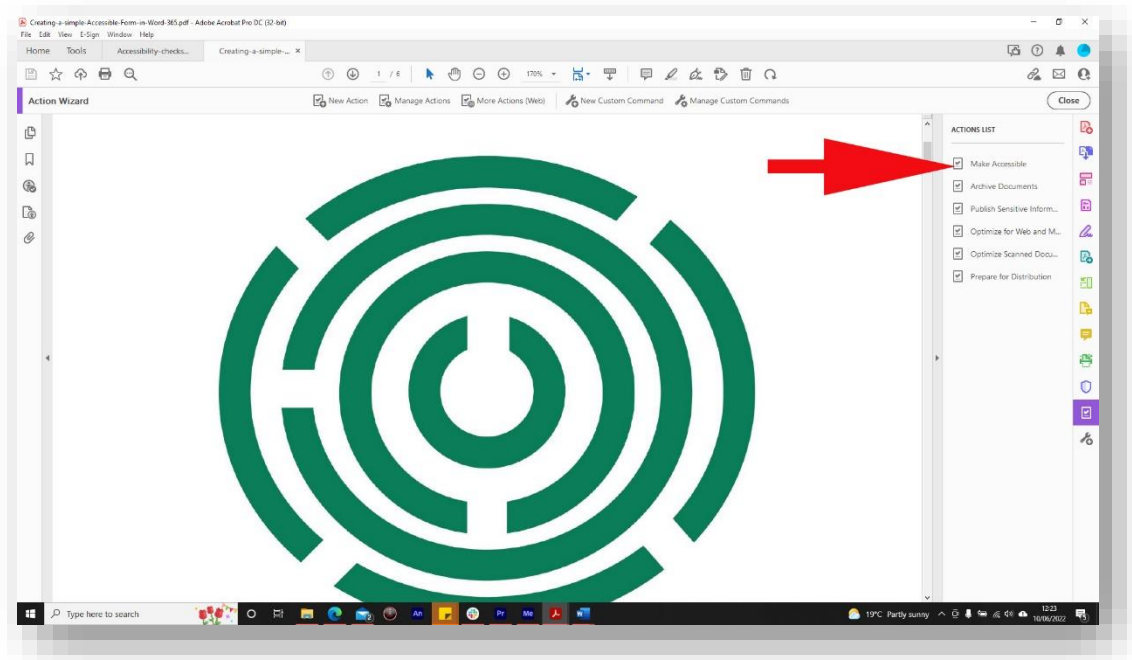 Creating-a-simple-Accessible-Form-in-Word-365.pdf - Adobe Acrobat Pro DC (32-bit)
File Edit View E-Sign Window Help
Home Tools Accessibility-checks... Creating-a-simple-... ×
1 / 6 170%
Action Wizard New Action Manage Actions More Actions (Web) New Custom Command Manage Custom Commands Close
ACTIONS LIST
Make Accessible
Archive Documents
Publish Sensitive Inform...
Optimize for Web and M...
Optimize Scanned Docu...
Prepare for Distribution
Type here to search An Pr Me 19°C Partly sunny 12:23
10/06/2022